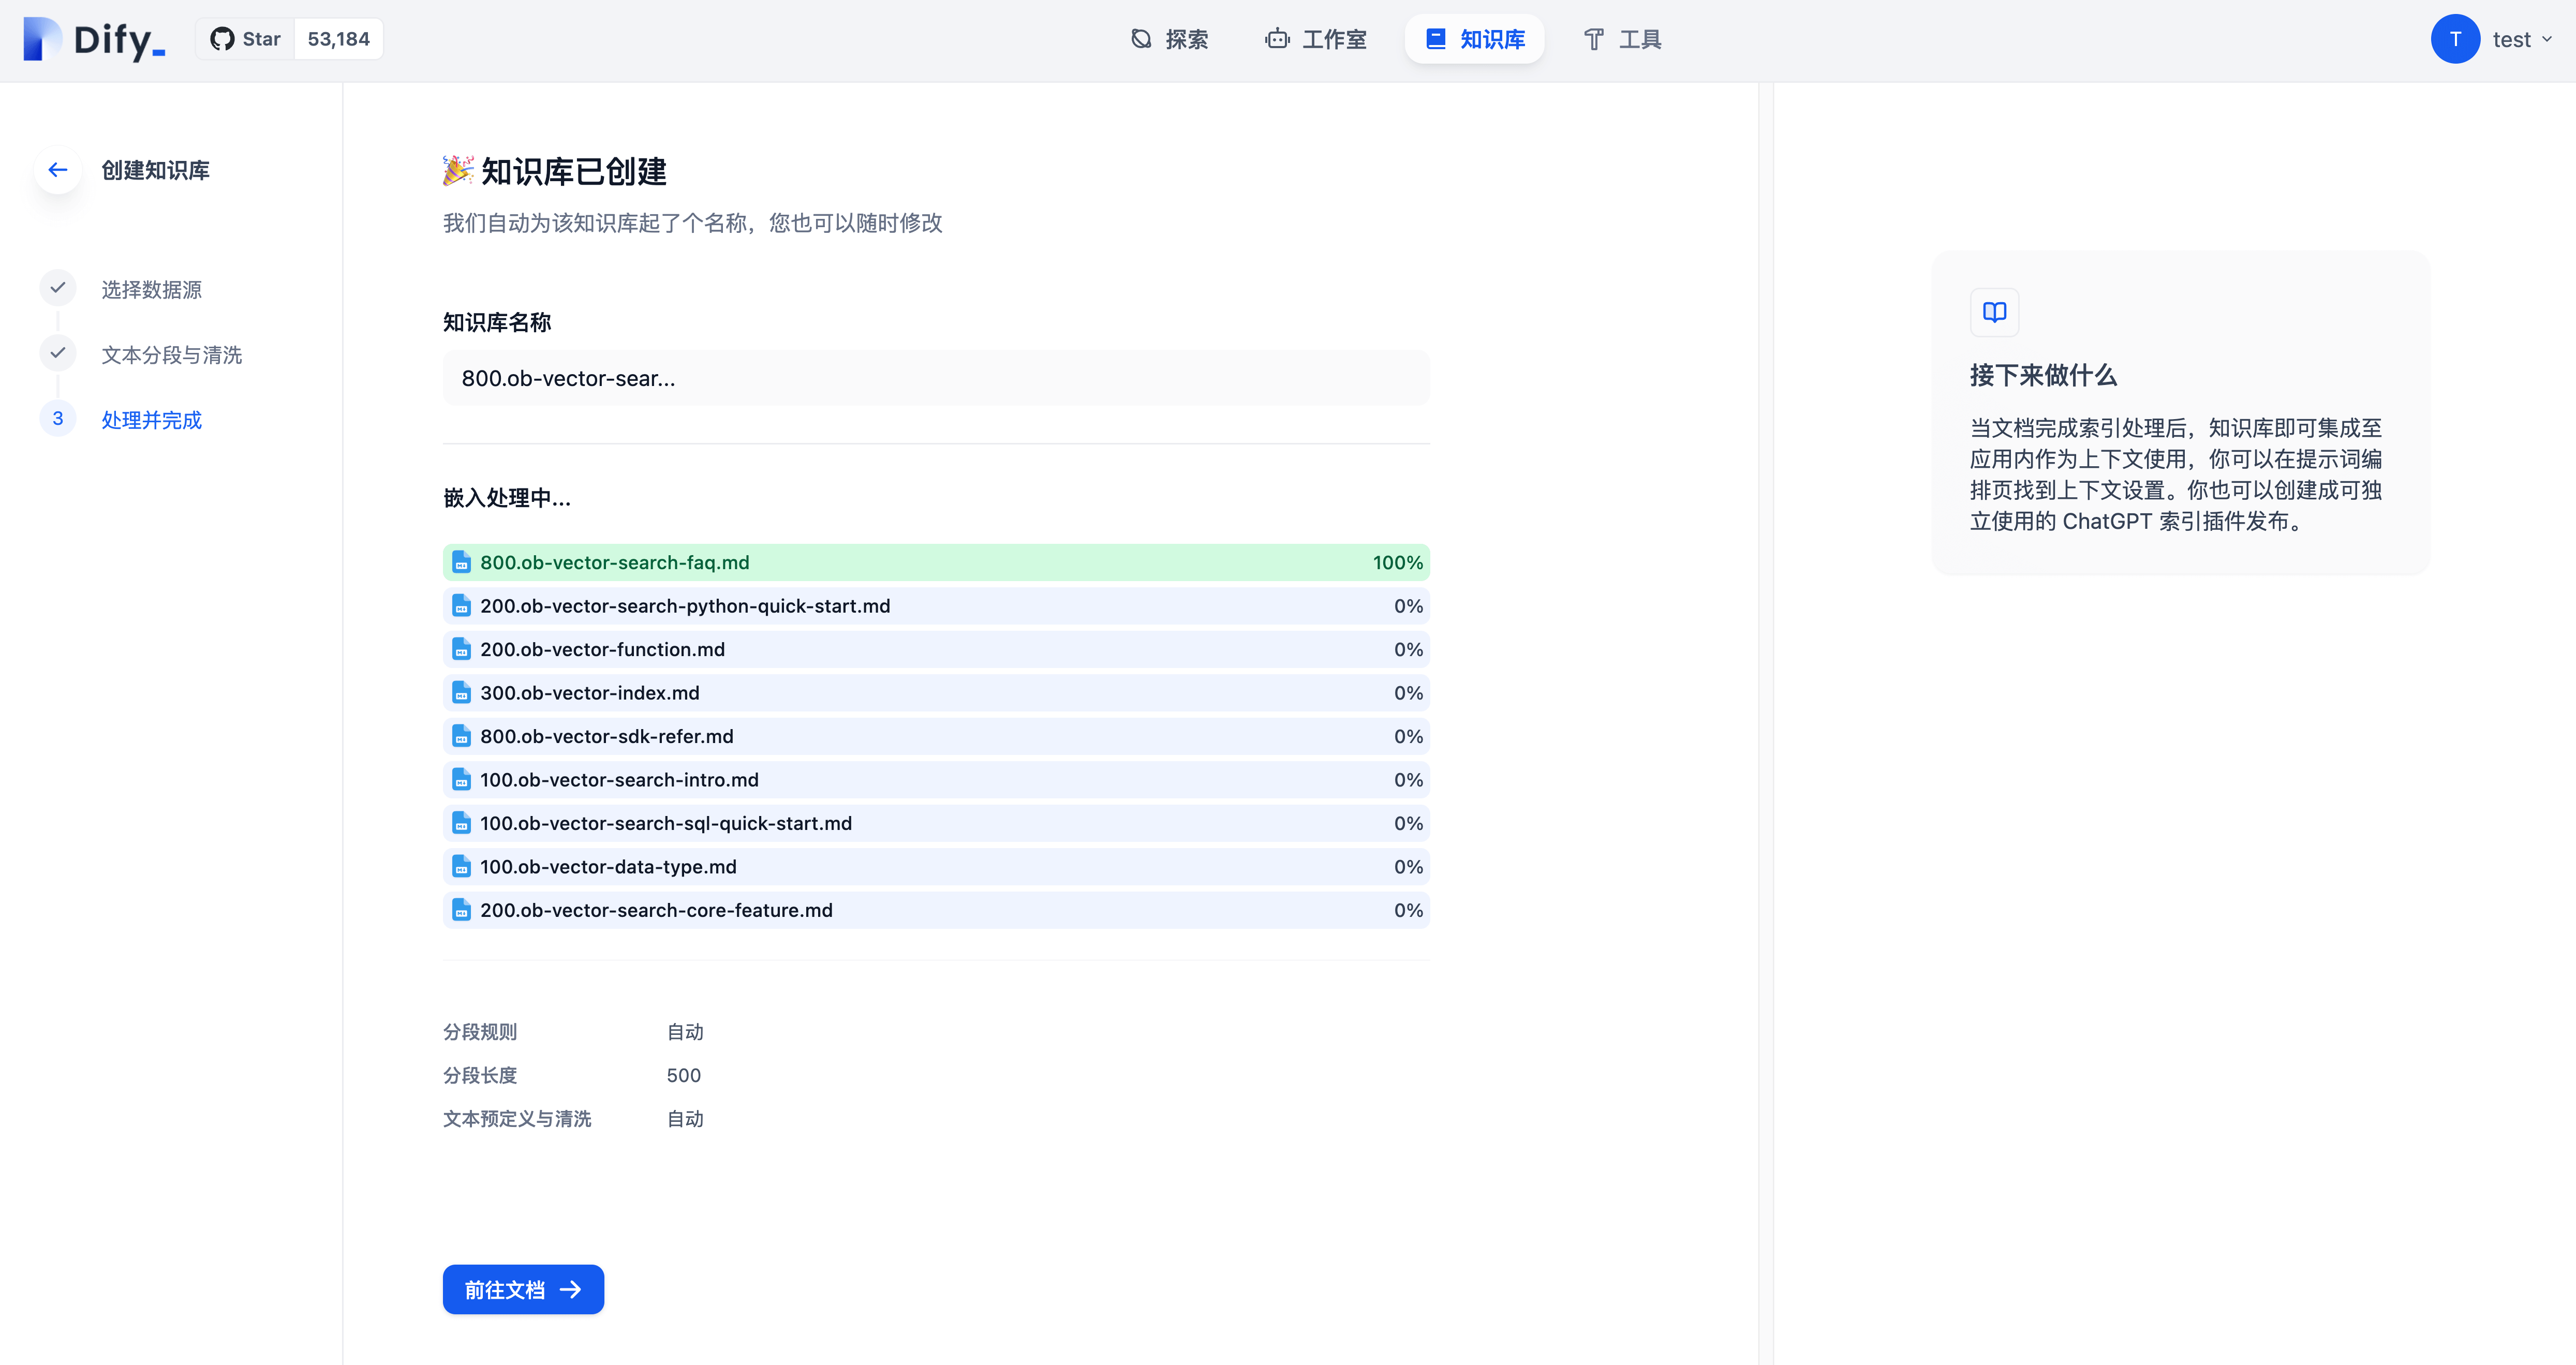 Dify_
Star 53,184
探索 工作室 知识库 工具
T test
创建知识库
选择数据源
文本分段与清洗
3 处理并完成
🎉 知识库已创建
我们自动为该知识库起了个名称，您也可以随时修改
知识库名称
800.ob-vector-sear...
嵌入处理中...
800.ob-vector-search-faq.md 100%
200.ob-vector-search-python-quick-start.md 0%
200.ob-vector-function.md 0%
300.ob-vector-index.md 0%
800.ob-vector-sdk-refer.md 0%
100.ob-vector-search-intro.md 0%
100.ob-vector-search-sql-quick-start.md 0%
100.ob-vector-data-type.md 0%
200.ob-vector-search-core-feature.md 0%
分段规则 自动
分段长度 500
文本预定义与清洗 自动
前往文档
接下来做什么
当文档完成索引处理后，知识库即可集成至
应用内作为上下文使用，你可以在提示词编
排页找到上下文设置。你也可以创建成可独
立使用的 ChatGPT 索引插件发布。